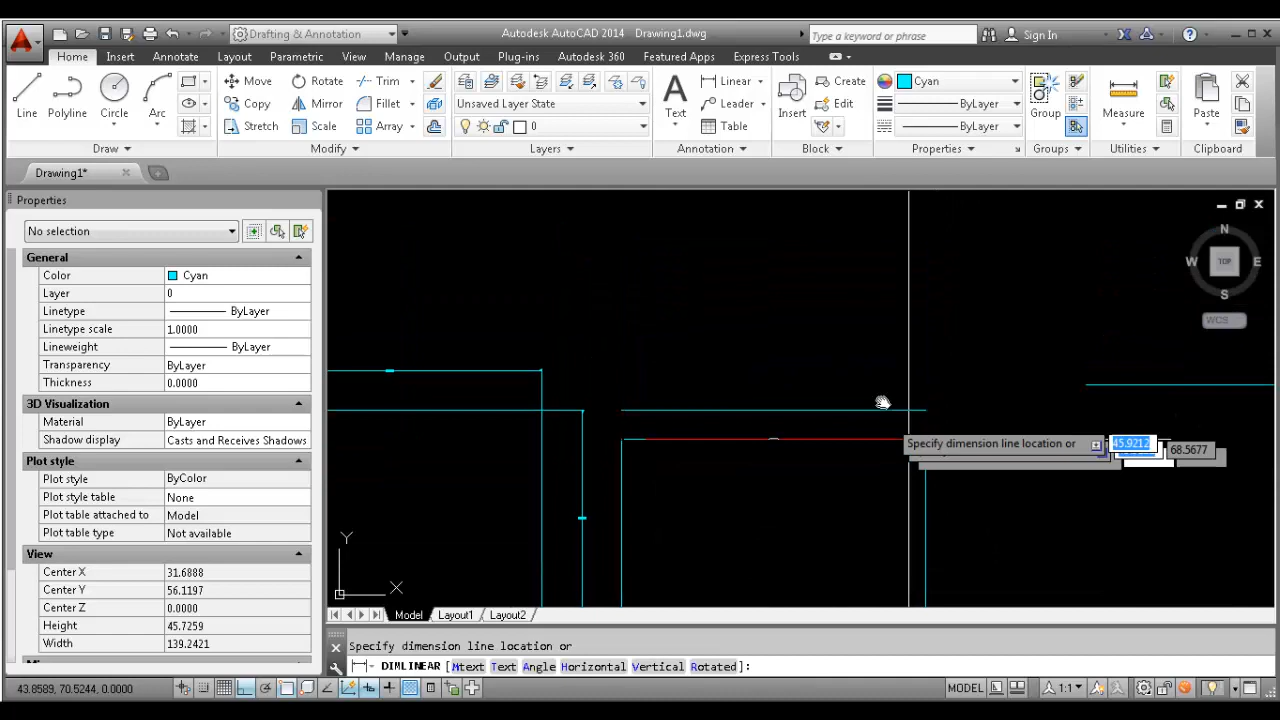 Drafting & Annotation
Autodesk AutoCAD 2014 Drawing1.dwg
Type a keyword or phrase
Sign In
Home Insert Annotate Layout Parametric View Manage Output Plug-ins Autodesk 360 Featured Apps Express Tools
Line Polyline Circle Arc
Move Rotate Trim
Copy Mirror Fillet
Stretch Scale Array
Unsaved Layer State
0
Text
Linear
Leader
Table
Insert
Create
Edit
Cyan
ByLayer
ByLayer
Group
Measure
Paste
Draw Modify Layers Annotation Block Properties Groups Utilities Clipboard
Drawing1*
Properties
No selection
General
Color Cyan
Layer 0
Linetype ByLayer
Linetype scale 1.0000
Lineweight ByLayer
Transparency ByLayer
Thickness 0.0000
3D Visualization
Material ByLayer
Shadow display Casts and Receives Shadows
Plot style
Plot style ByColor
Plot style table None
Plot table attached to Model
Plot table type Not available
View
Center X 31.6888
Center Y 56.1197
Center Z 0.0000
Height 45.7259
Width 139.2421
N
W TOP E
S
WCS
Specify dimension line location or 45.9212 68.5677
Y
X
Model Layout1 Layout2
Specify dimension line location or
DIMLINEAR [Mtext Text Angle Horizontal Vertical Rotated]:
43.8589, 70.5244, 0.0000
MODEL
1:1